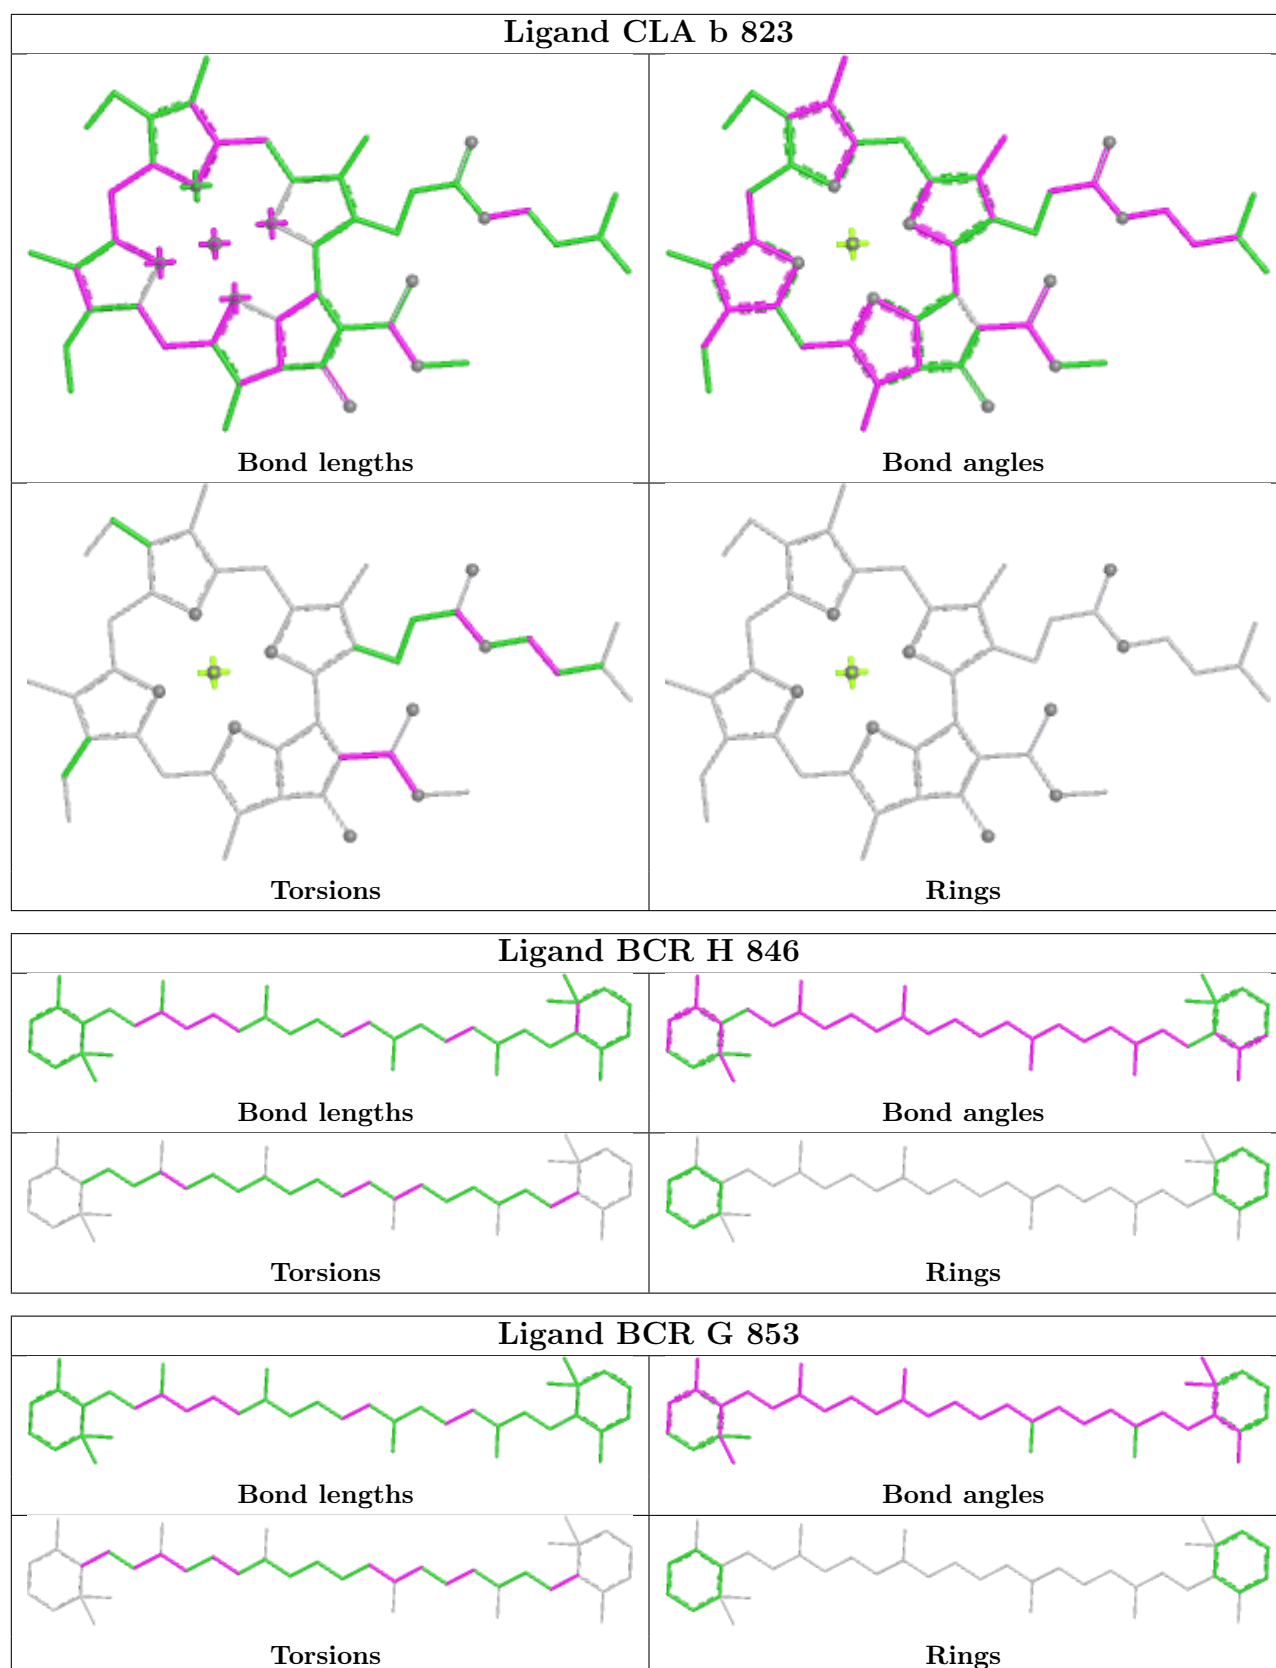 Ligand CLA b 823
Bond lengths
Bond angles
Torsions
Rings
Ligand BCR H 846
Bond lengths
Bond angles
Torsions
Rings
Ligand BCR G 853
Bond lengths
Bond angles
Torsions
Rings